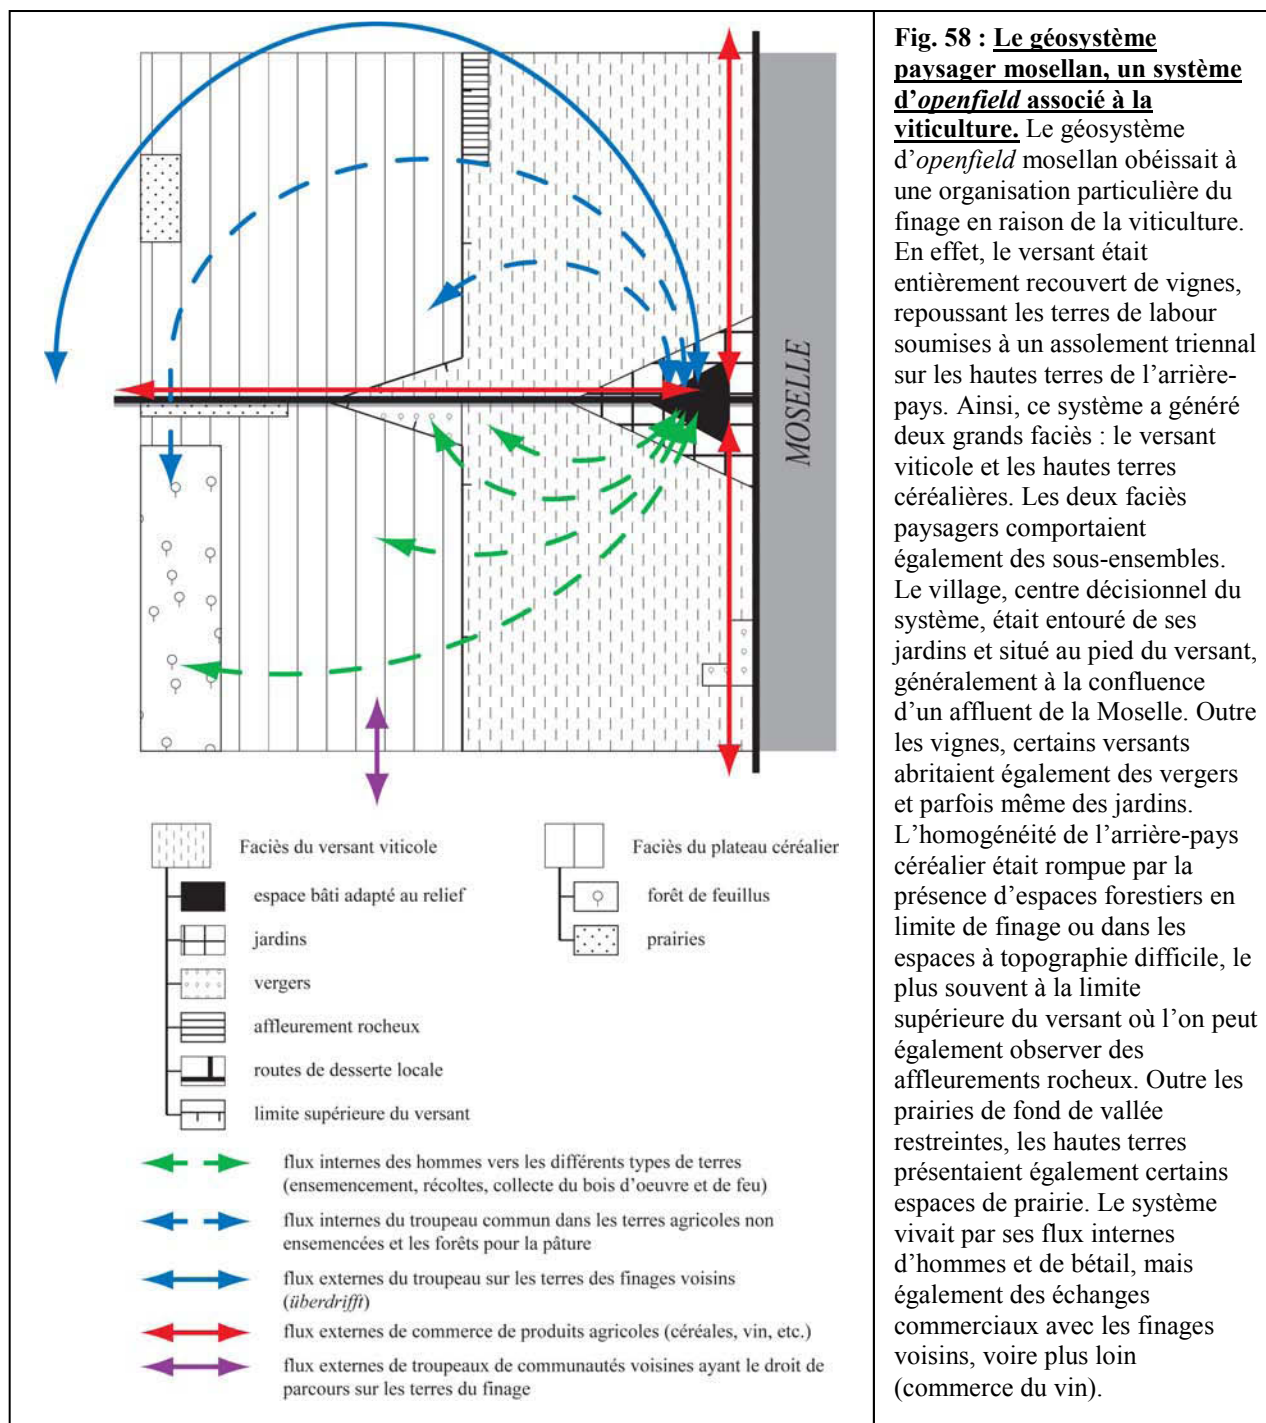 MOSELLE
Faciès du versant viticole
espace bâti adapté au relief
jardins
vergers
affleurement rocheux
routes de desserte locale
limite supérieure du versant
Faciès du plateau céréalier
forêt de feuillus
prairies
flux internes des hommes vers les différents types de terres
(ensemencement, récoltes, collecte du bois d'oeuvre et de feu)
flux internes du troupeau commun dans les terres agricoles non
ensemencées et les forêts pour la pâture
flux externes du troupeau sur les terres des finages voisins
(überdrifft)
flux externes de commerce de produits agricoles (céréales, vin, etc.)
flux externes de troupeaux de communautés voisines ayant le droit de
parcours sur les terres du finage
Fig. 58 : Le géosystème
paysager mosellan, un système
d'openfield associé à la
viticulture. Le géosystème
d'openfield mosellan obéissait à
une organisation particulière du
finage en raison de la viticulture.
En effet, le versant était
entièrement recouvert de vignes,
repoussant les terres de labour
soumises à un assolement triennal
sur les hautes terres de l'arrière-
pays. Ainsi, ce système a généré
deux grands faciès : le versant
viticole et les hautes terres
céréalières. Les deux faciès
paysagers comportaient
également des sous-ensembles.
Le village, centre décisionnel du
système, était entouré de ses
jardins et situé au pied du versant,
généralement à la confluence
d'un affluent de la Moselle. Outre
les vignes, certains versants
abritaient également des vergers
et parfois même des jardins.
L'homogénéité de l'arrière-pays
céréalier était rompue par la
présence d'espaces forestiers en
limite de finage ou dans les
espaces à topographie difficile, le
plus souvent à la limite
supérieure du versant où l'on peut
également observer des
affleurements rocheux. Outre les
prairies de fond de vallée
restreintes, les hautes terres
présentaient également certains
espaces de prairie. Le système
vivait par ses flux internes
d'hommes et de bétail, mais
également des échanges
commerciaux avec les finages
voisins, voire plus loin
(commerce du vin).